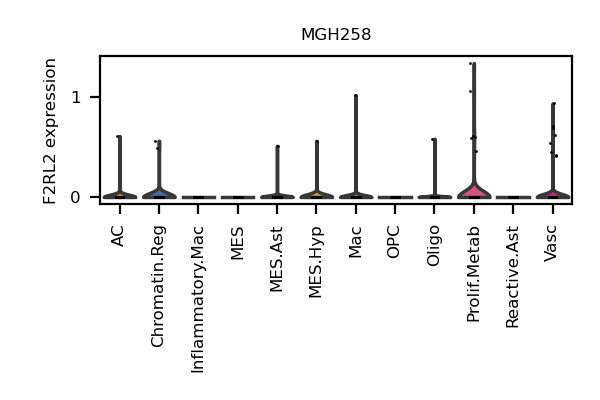 MGH258
F2RL2 expression
1
0
AC
Chromatin.Reg
Inflammatory.Mac
MES
MES.Ast
MES.Hyp
Mac
OPC
Oligo
Prolif.Metab
Reactive.Ast
Vasc